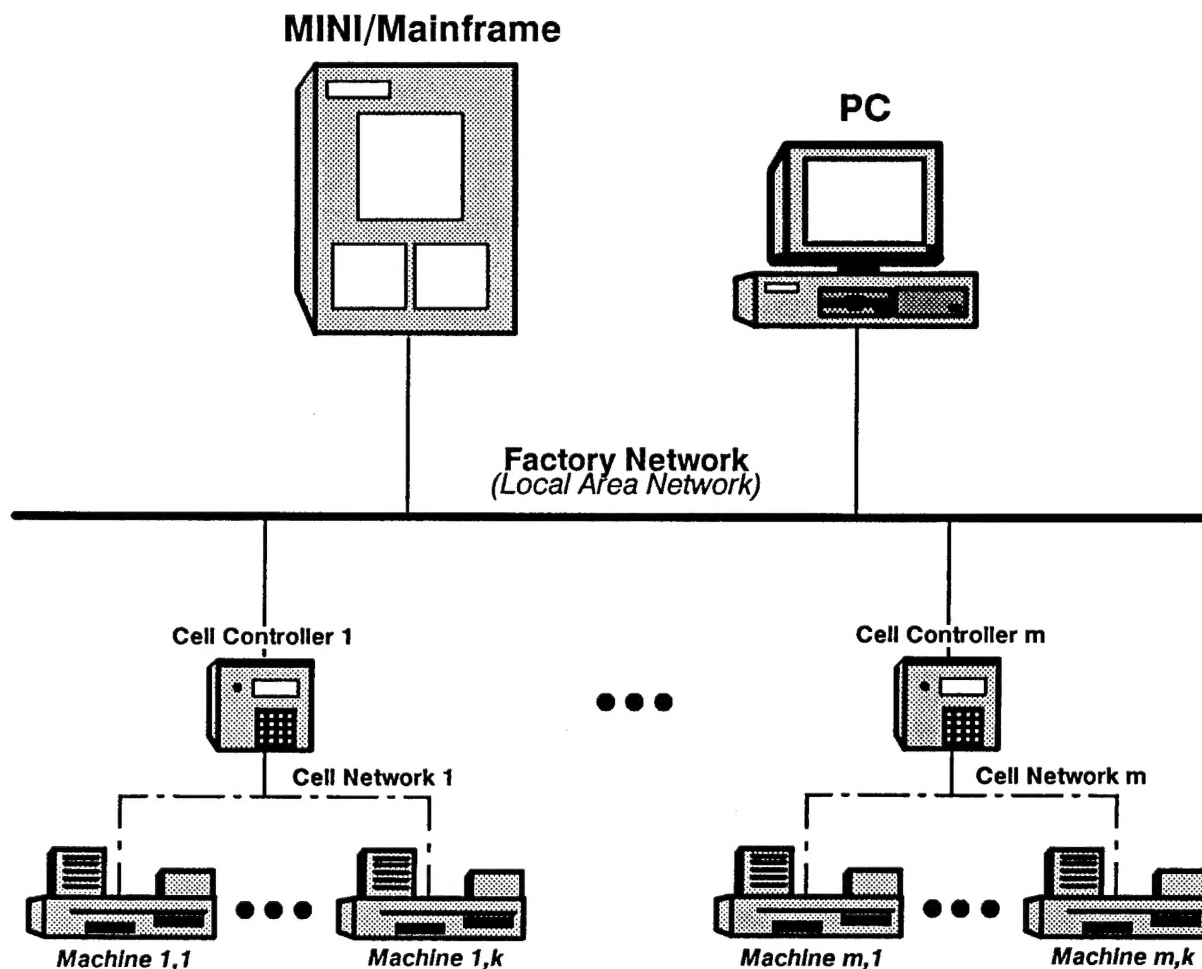 MINI/Mainframe
PC
Factory Network
(Local Area Network)
Cell Controller 1
Cell Controller m
Cell Network 1
Cell Network m
Machine 1,1
Machine 1,k
Machine m,1
Machine m,k